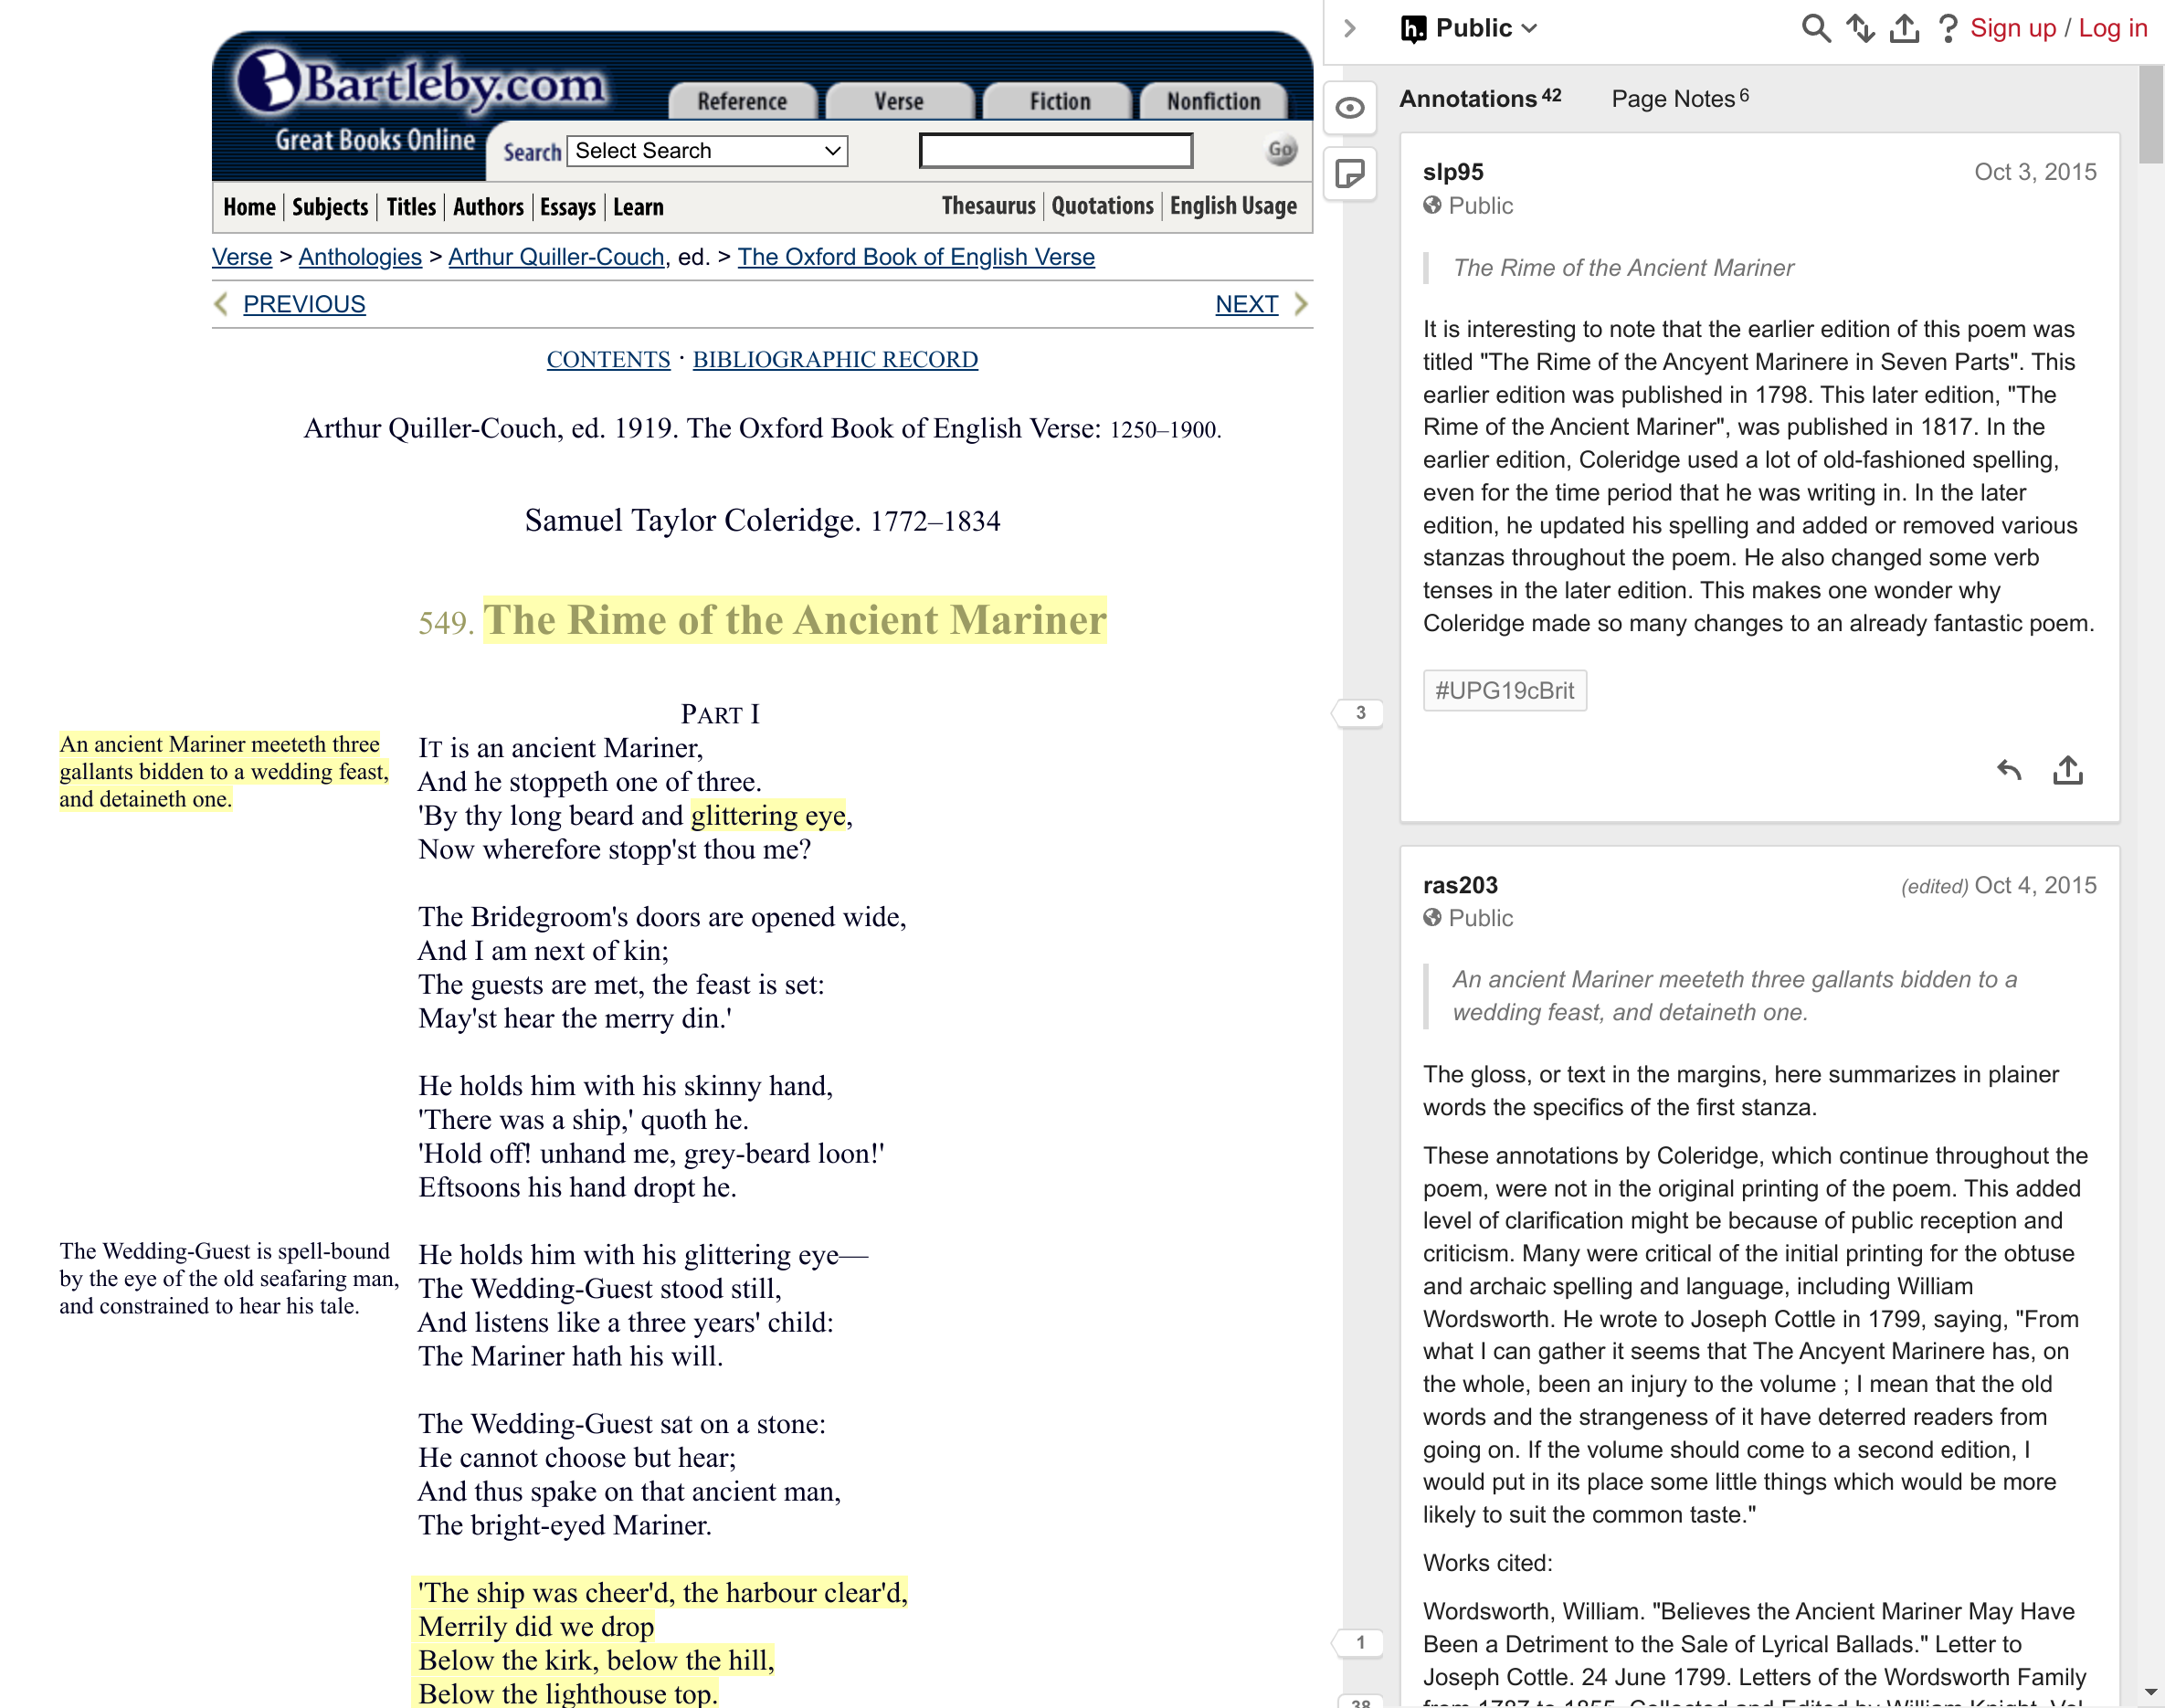 Bartleby.com
Great Books Online
Reference
Verse
Fiction
Nonfiction
Search
Select Search
Go
Home
Subjects
Titles
Authors
Essays
Learn
Thesaurus
Quotations
English Usage
Verse > Anthologies > Arthur Quiller-Couch, ed. > The Oxford Book of English Verse
PREVIOUS
NEXT
CONTENTS · BIBLIOGRAPHIC RECORD
Arthur Quiller-Couch, ed. 1919. The Oxford Book of English Verse: 1250–1900.
Samuel Taylor Coleridge. 1772–1834
549. The Rime of the Ancient Mariner
PART I
An ancient Mariner meeteth three
gallants bidden to a wedding feast,
and detaineth one.
IT is an ancient Mariner,
And he stoppeth one of three.
'By thy long beard and glittering eye,
Now wherefore stopp'st thou me?
The Bridegroom's doors are opened wide,
And I am next of kin;
The guests are met, the feast is set:
May'st hear the merry din.'
He holds him with his skinny hand,
'There was a ship,' quoth he.
'Hold off! unhand me, grey-beard loon!'
Eftsoons his hand dropt he.
The Wedding-Guest is spell-bound
by the eye of the old seafaring man,
and constrained to hear his tale.
He holds him with his glittering eye—
The Wedding-Guest stood still,
And listens like a three years' child:
The Mariner hath his will.
The Wedding-Guest sat on a stone:
He cannot choose but hear;
And thus spake on that ancient man,
The bright-eyed Mariner.
'The ship was cheer'd, the harbour clear'd,
Merrily did we drop
Below the kirk, below the hill,
Below the lighthouse top.
3
1
38
h. Public
? Sign up / Log in
Annotations 42
Page Notes 6
slp95
Oct 3, 2015
Public
The Rime of the Ancient Mariner
It is interesting to note that the earlier edition of this poem was
titled "The Rime of the Ancyent Marinere in Seven Parts". This
earlier edition was published in 1798. This later edition, "The
Rime of the Ancient Mariner", was published in 1817. In the
earlier edition, Coleridge used a lot of old-fashioned spelling,
even for the time period that he was writing in. In the later
edition, he updated his spelling and added or removed various
stanzas throughout the poem. He also changed some verb
tenses in the later edition. This makes one wonder why
Coleridge made so many changes to an already fantastic poem.
#UPG19cBrit
ras203
(edited) Oct 4, 2015
Public
An ancient Mariner meeteth three gallants bidden to a
wedding feast, and detaineth one.
The gloss, or text in the margins, here summarizes in plainer
words the specifics of the first stanza.
These annotations by Coleridge, which continue throughout the
poem, were not in the original printing of the poem. This added
level of clarification might be because of public reception and
criticism. Many were critical of the initial printing for the obtuse
and archaic spelling and language, including William
Wordsworth. He wrote to Joseph Cottle in 1799, saying, "From
what I can gather it seems that The Ancyent Marinere has, on
the whole, been an injury to the volume ; I mean that the old
words and the strangeness of it have deterred readers from
going on. If the volume should come to a second edition, I
would put in its place some little things which would be more
likely to suit the common taste."
Works cited:
Wordsworth, William. "Believes the Ancient Mariner May Have
Been a Detriment to the Sale of Lyrical Ballads." Letter to
Joseph Cottle. 24 June 1799. Letters of the Wordsworth Family
from 1787 to 1855. Collected and Edited by William Knight. Vol